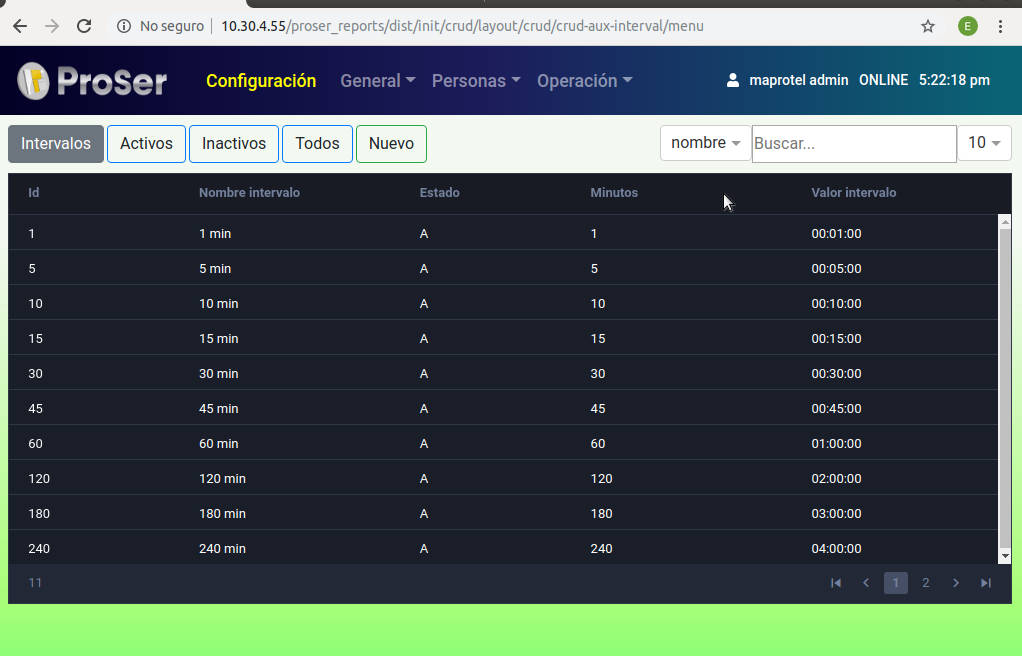 No seguro 10.30.4.55/proser_reports/dist/init/crud/layout/crud/crud-aux-interval/menu E
ProSer Configuración General Personas Operación maprotel admin ONLINE 5:22:18 pm
Intervalos Activos Inactivos Todos Nuevo nombre Buscar... 10
Id Nombre intervalo Estado Minutos Valor intervalo
1 1 min A 1 00:01:00
5 5 min A 5 00:05:00
10 10 min A 10 00:10:00
15 15 min A 15 00:15:00
30 30 min A 30 00:30:00
45 45 min A 45 00:45:00
60 60 min A 60 01:00:00
120 120 min A 120 02:00:00
180 180 min A 180 03:00:00
240 240 min A 240 04:00:00
11 1 2